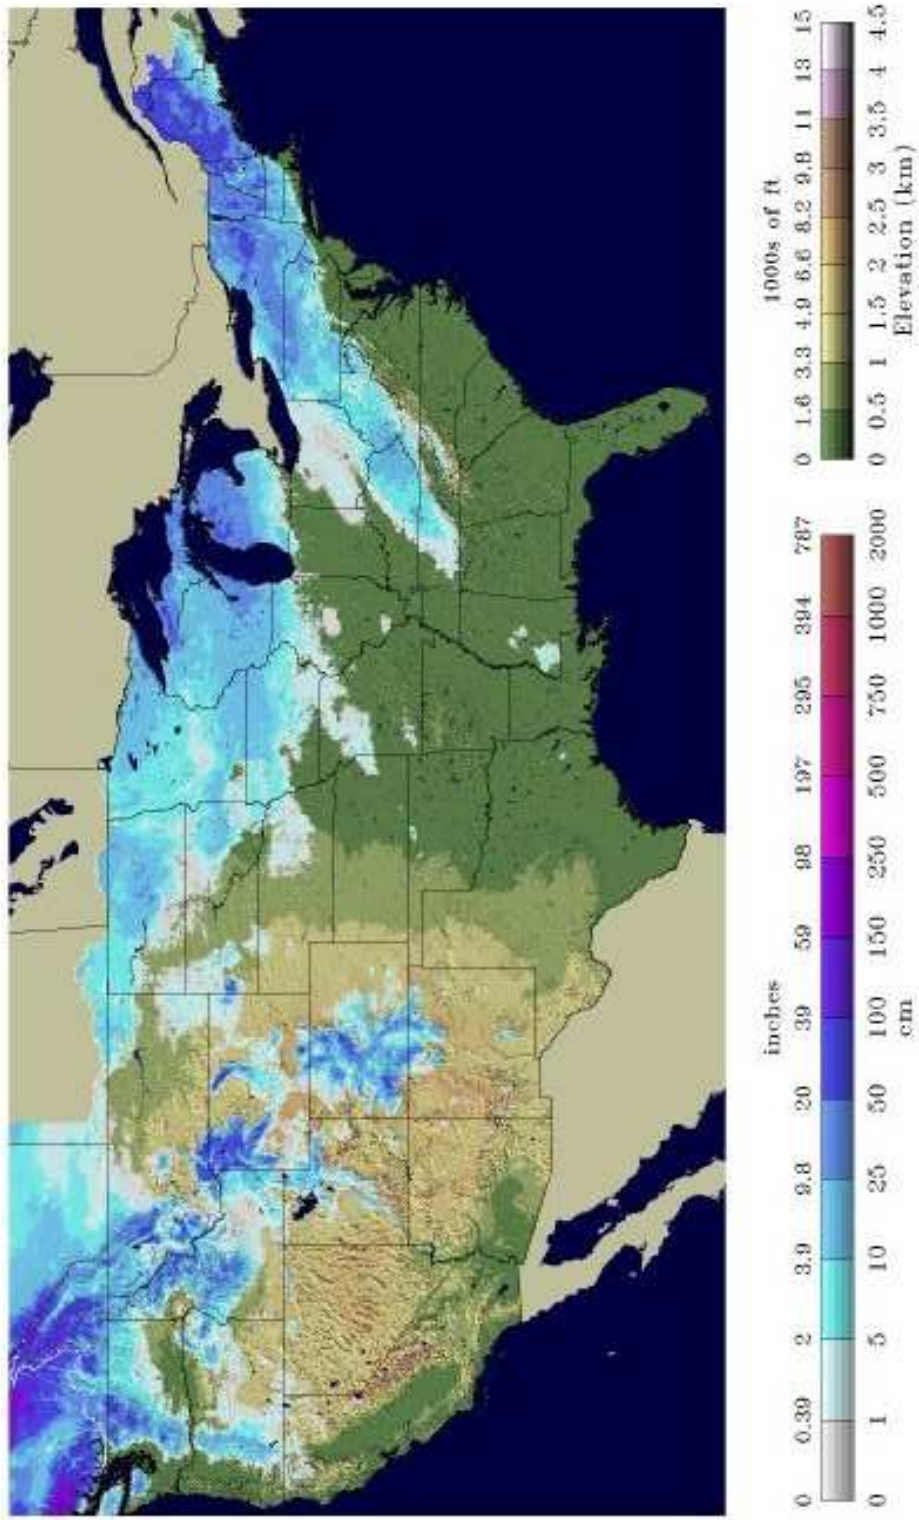 inches
0 0.39 2 3.9 9.8 20 39 59 98 197 295 394 787
0 1 5 10 25 50 100 150 250 500 750 1000 2000
cm
1000s of ft
0 1.6 3.3 4.9 6.6 8.2 9.8 11 13 15
0 0.5 1 1.5 2 2.5 3 3.5 4 4.5
Elevation (km)